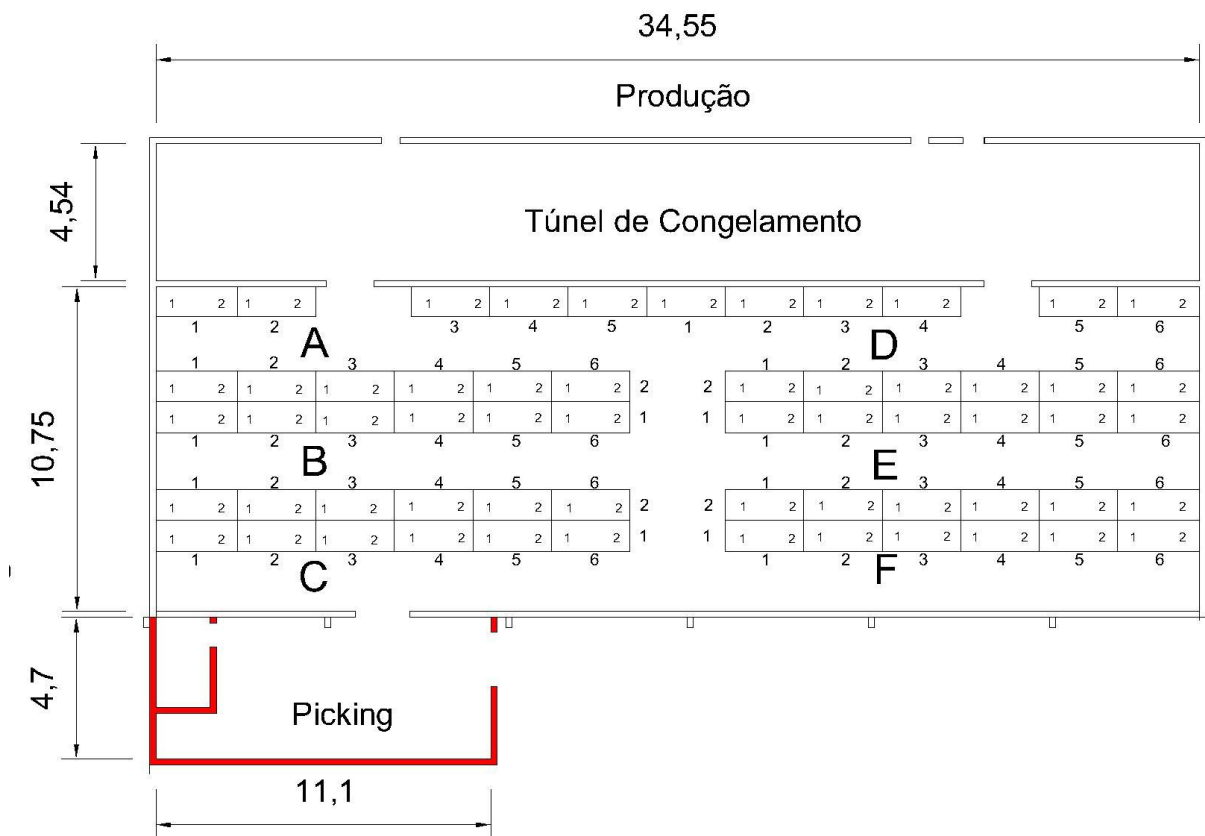 34,55
Produção
4,54
Túnel de Congelamento
1 2 1 2 1 2 1 2 1 2 1 2 1 2 1 2 1 2 1 2 1 2
1 2 3 4 5 1 2 3 4 5 6
A D
1 2 3 4 5 6 1 2 3 4 5 6
1 2 1 2 1 2 1 2 1 2 1 2 2 2 1 2 1 2 1 2 1 2 1 2 1 2
1 2 1 2 1 2 1 2 1 2 1 2 1 1 1 2 1 2 1 2 1 2 1 2 1 2
1 2 3 4 5 6 1 2 3 4 5 6
10,75
B E
1 2 3 4 5 6 1 2 3 4 5 6
1 2 1 2 1 2 1 2 1 2 1 2 2 2 1 2 1 2 1 2 1 2 1 2 1 2
1 2 1 2 1 2 1 2 1 2 1 2 1 1 1 2 1 2 1 2 1 2 1 2 1 2
1 2 3 4 5 6 1 2 3 4 5 6
C F
4,7
Picking
11,1